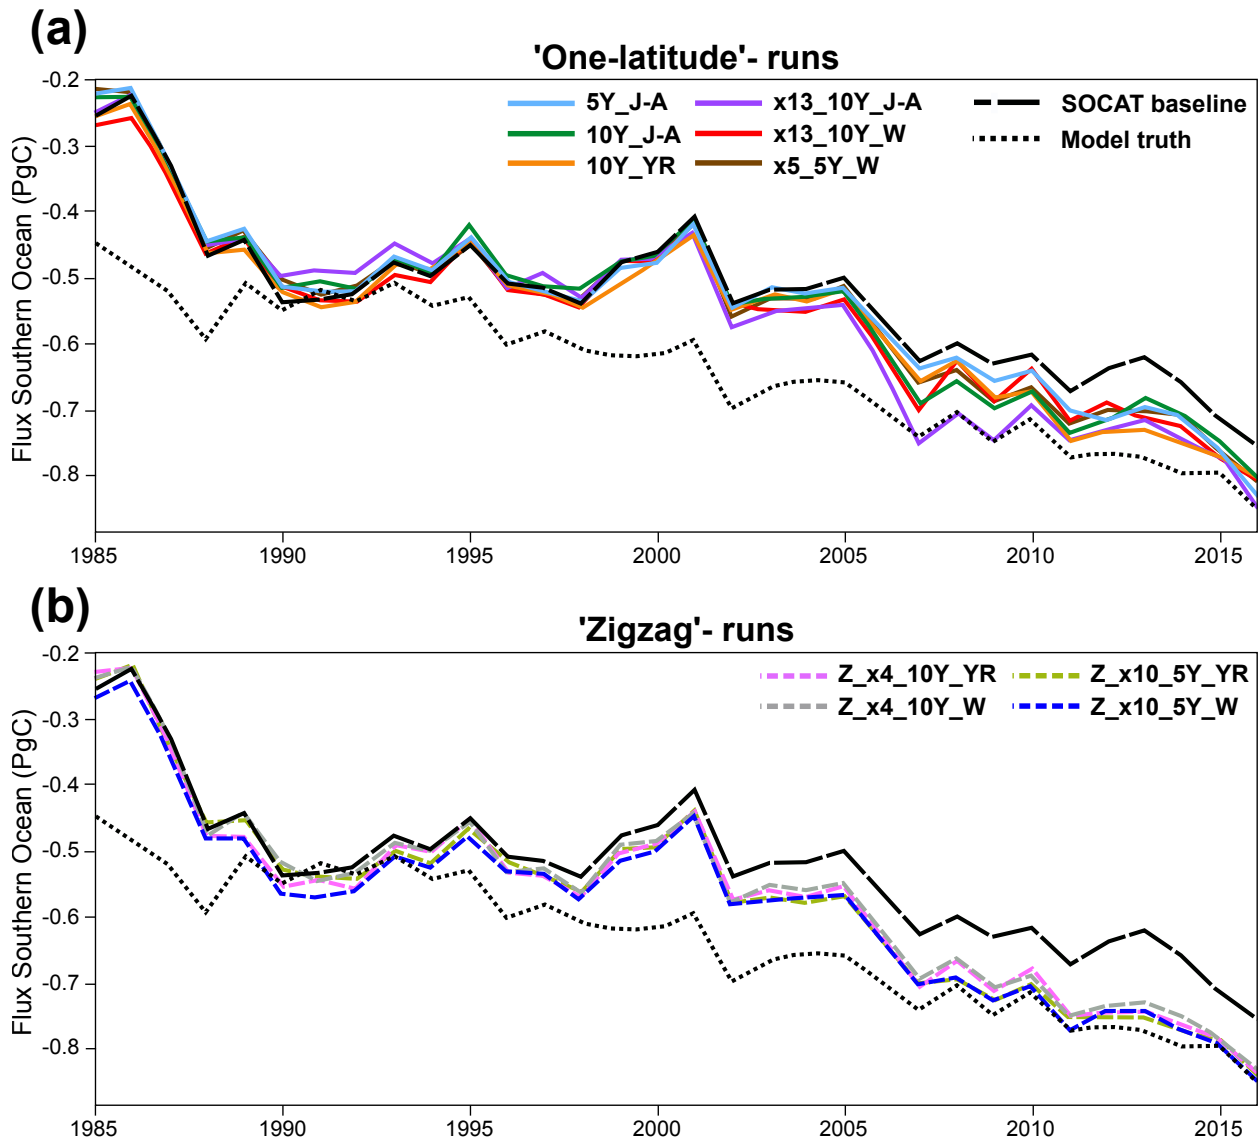 (a)
'One-latitude'- runs
5Y_J-A
10Y_J-A
10Y_YR
x13_10Y_J-A
x13_10Y_W
x5_5Y_W
SOCAT baseline
Model truth
Flux Southern Ocean (PgC)
-0.2
-0.3
-0.4
-0.5
-0.6
-0.7
-0.8
1985 1990 1995 2000 2005 2010 2015
(b)
'Zigzag'- runs
Z_x4_10Y_YR
Z_x4_10Y_W
Z_x10_5Y_YR
Z_x10_5Y_W
Flux Southern Ocean (PgC)
-0.2
-0.3
-0.4
-0.5
-0.6
-0.7
-0.8
1985 1990 1995 2000 2005 2010 2015